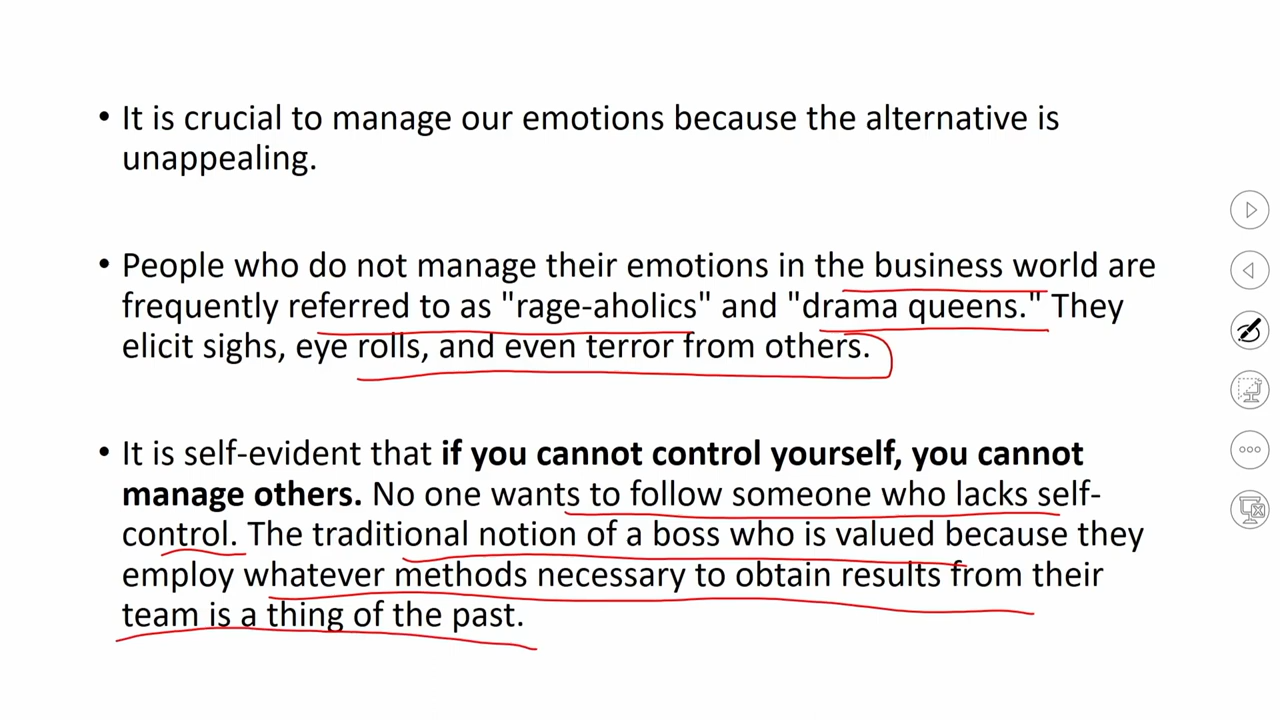 • It is crucial to manage our emotions because the alternative is
unappealing.
• People who do not manage their emotions in the business world are
frequently referred to as "rage-aholics" and "drama queens." They
elicit sighs, eye rolls, and even terror from others.
• It is self-evident that if you cannot control yourself, you cannot
manage others. No one wants to follow someone who lacks self-
control. The traditional notion of a boss who is valued because they
employ whatever methods necessary to obtain results from their
team is a thing of the past.